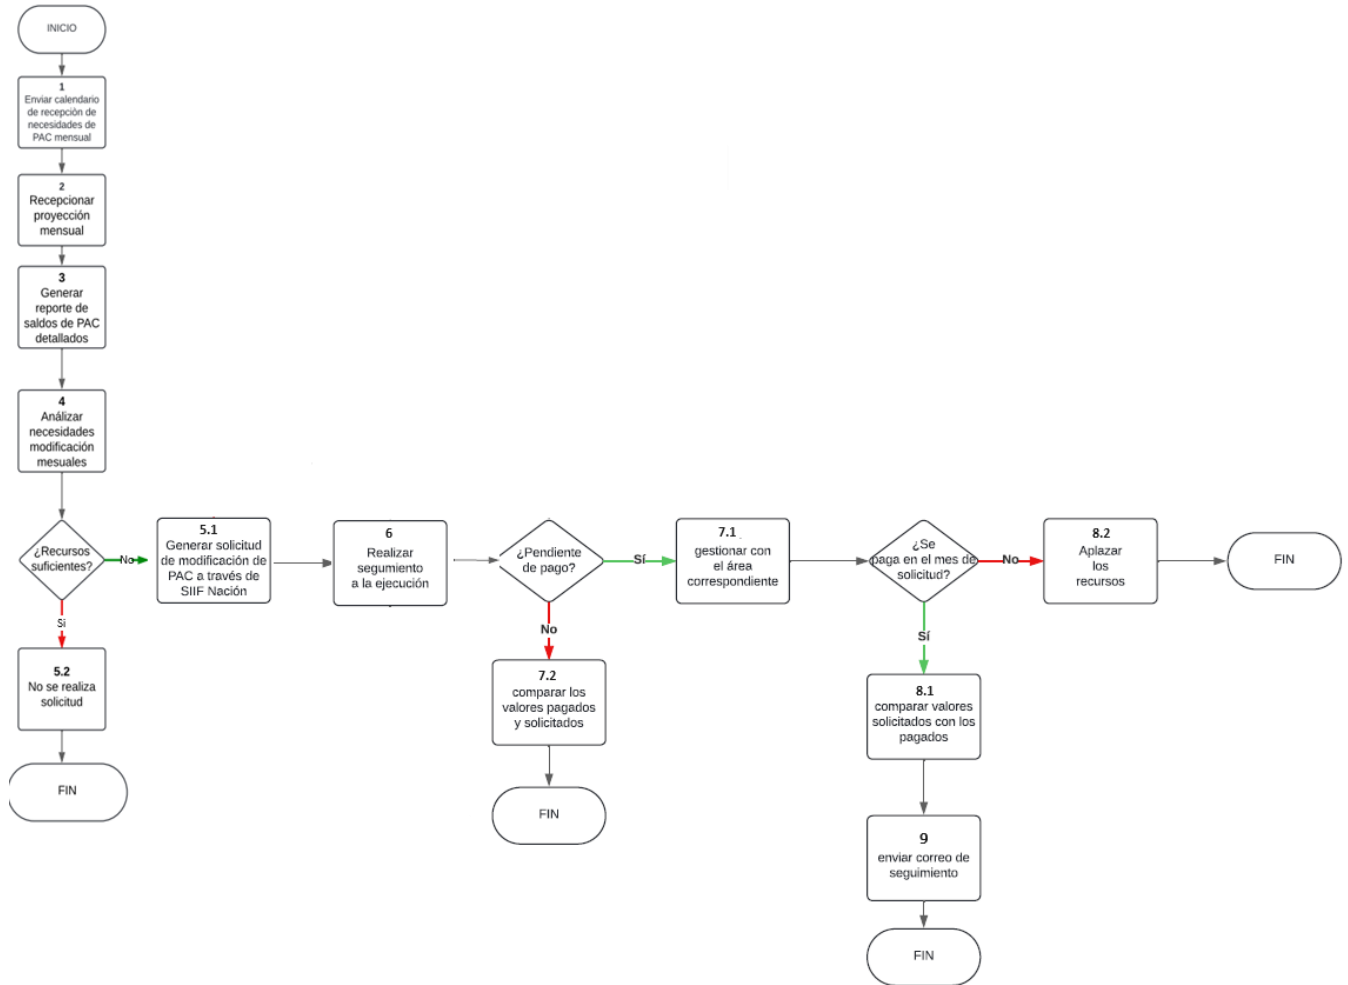 INICIO
1
Enviar calendario
de recepción de
necesidades de
PAC mensual
2
Recepcionar
proyección
mensual
3
Generar
reporte de
saldos de PAC
detallados
4
Análizar
necesidades
modificación
mesuales
¿Recursos
suficientes?
No
5.1
Generar solicitud
de modificación de
PAC a través de
SIIF Nación
6
Realizar
segumiento
a la ejecución
¿Pendiente
de pago?
Sí
7.1
gestionar con
el área
correspondiente
¿Se
paga en el mes de
solicitud?
No
8.2
Aplazar
los
recursos
FIN
Si
5.2
No se realiza
solicitud
FIN
No
7.2
comparar los
valores pagados
y solicitados
FIN
Sí
8.1
comparar valores
solicitados con los
pagados
9
enviar correo de
seguimiento
FIN